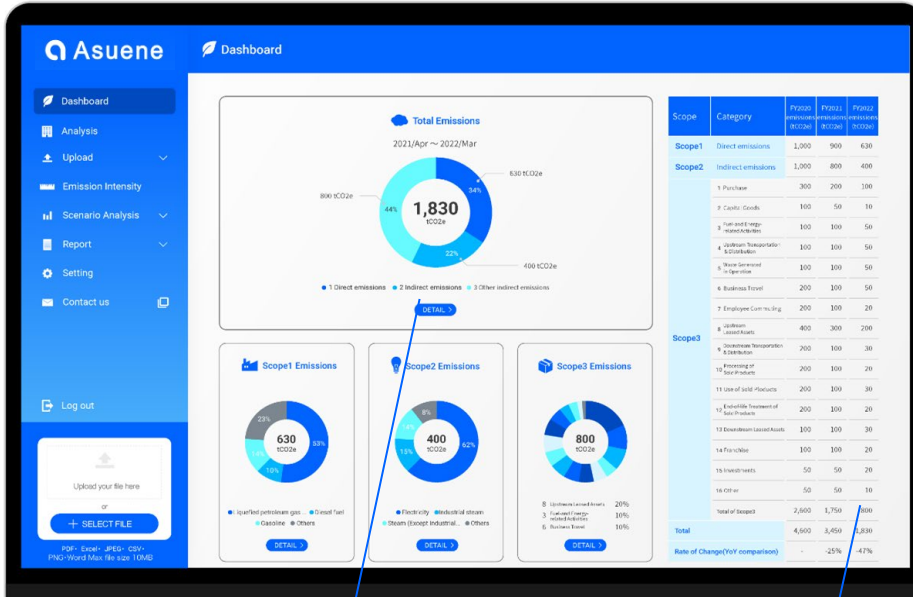 Asuene
Dashboard
Dashboard
Analysis
Upload
Emission Intensity
Scenario Analysis
Report
Setting
Contact us
Log out
Upload your file here
or
+ SELECT FILE
PDF• Excel• JPEG• CSV•
PNG•Word Max file size 10MB
Total Emissions
2021/Apr ~ 2022/Mar
630 tCO2e
800 tCO2e
34%
44%
1,830
tCO2e
22%
400 tCO2e
1 Direct emissions 2 Indirect emissions 3 Other indirect emissions
DETAIL >
Scope1 Emissions
23%
630
tCO2e
53%
14%
10%
Liquefied petroleum gas... Diesel fuel
Gasoline Others
DETAIL >
Scope2 Emissions
8%
14%
400
tCO2e
62%
15%
Electricity Industrial steam
Steam (Except Industrial... Others
DETAIL >
Scope3 Emissions
800
tCO2e
8 Upstream Leased Assets 20%
3 Fuel-and Energy-
related Activities 10%
6 Business Travel 10%
DETAIL >
Scope Category FY2020 emissions (tCO2e) FY2021 emissions (tCO2e) FY2022 emissions (tCO2e)
Scope1 Direct emissions 1,000 900 630
Scope2 Indirect emissions 1,000 800 400
Scope3
1 Purchase 300 200 100
2 Capital Goods 100 50 10
3 Fuel-and Energy-related Activities 100 100 50
4 Upstream Transportation & Distribution 100 100 50
5 Waste Generated in Operation 100 100 50
6 Business Travel 200 100 50
7 Employee Commuting 200 100 20
8 Upstream Leased Assets 400 300 200
9 Downstream Transportation & Distribution 200 100 30
10 Processing of Sold Products 200 100 20
11 Use of Sold Products 200 100 30
12 End-of-life Treatment of Sold Products 200 100 20
13 Downstream Leased Assets 100 100 30
14 Franchise 100 100 20
15 Investments 50 50 20
16 Other 50 50 10
Total of Scope3 2,600 1,750 800
Total 4,600 3,450 1,830
Rate of Change(YoY comparison) - -25% -47%